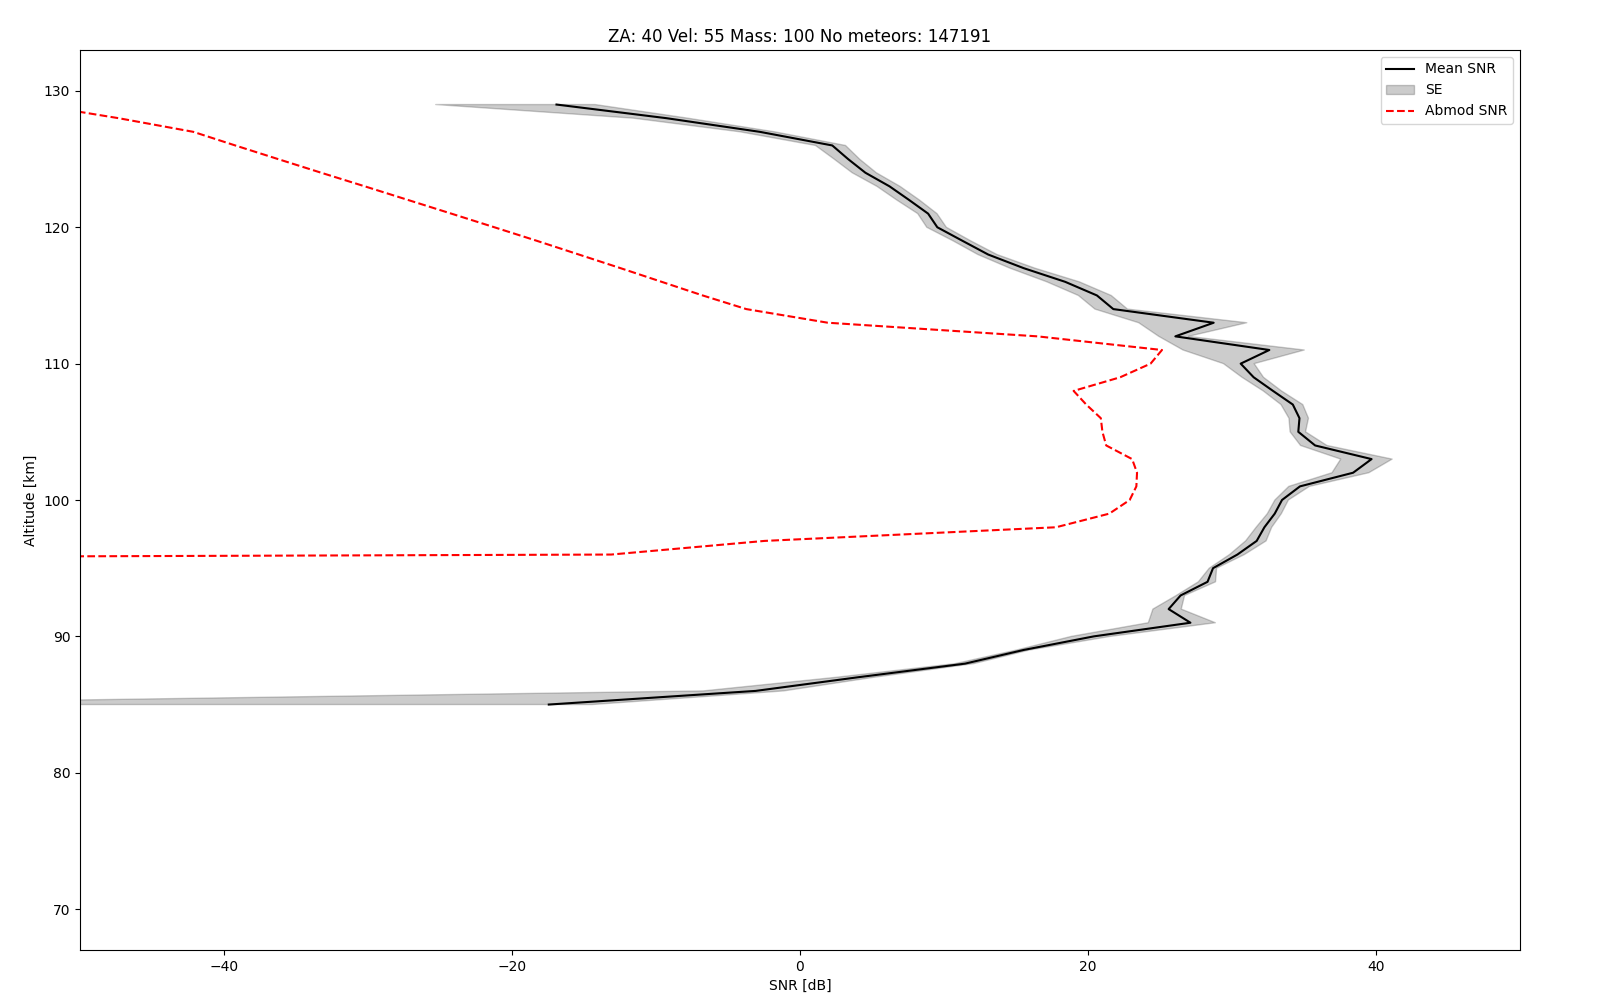 ZA: 40 Vel: 55 Mass: 100 No meteors: 147191
Mean SNR
SE
Abmod SNR
130
120
110
100
90
80
70
Altitude [km]
−40
−20
0
20
40
SNR [dB]